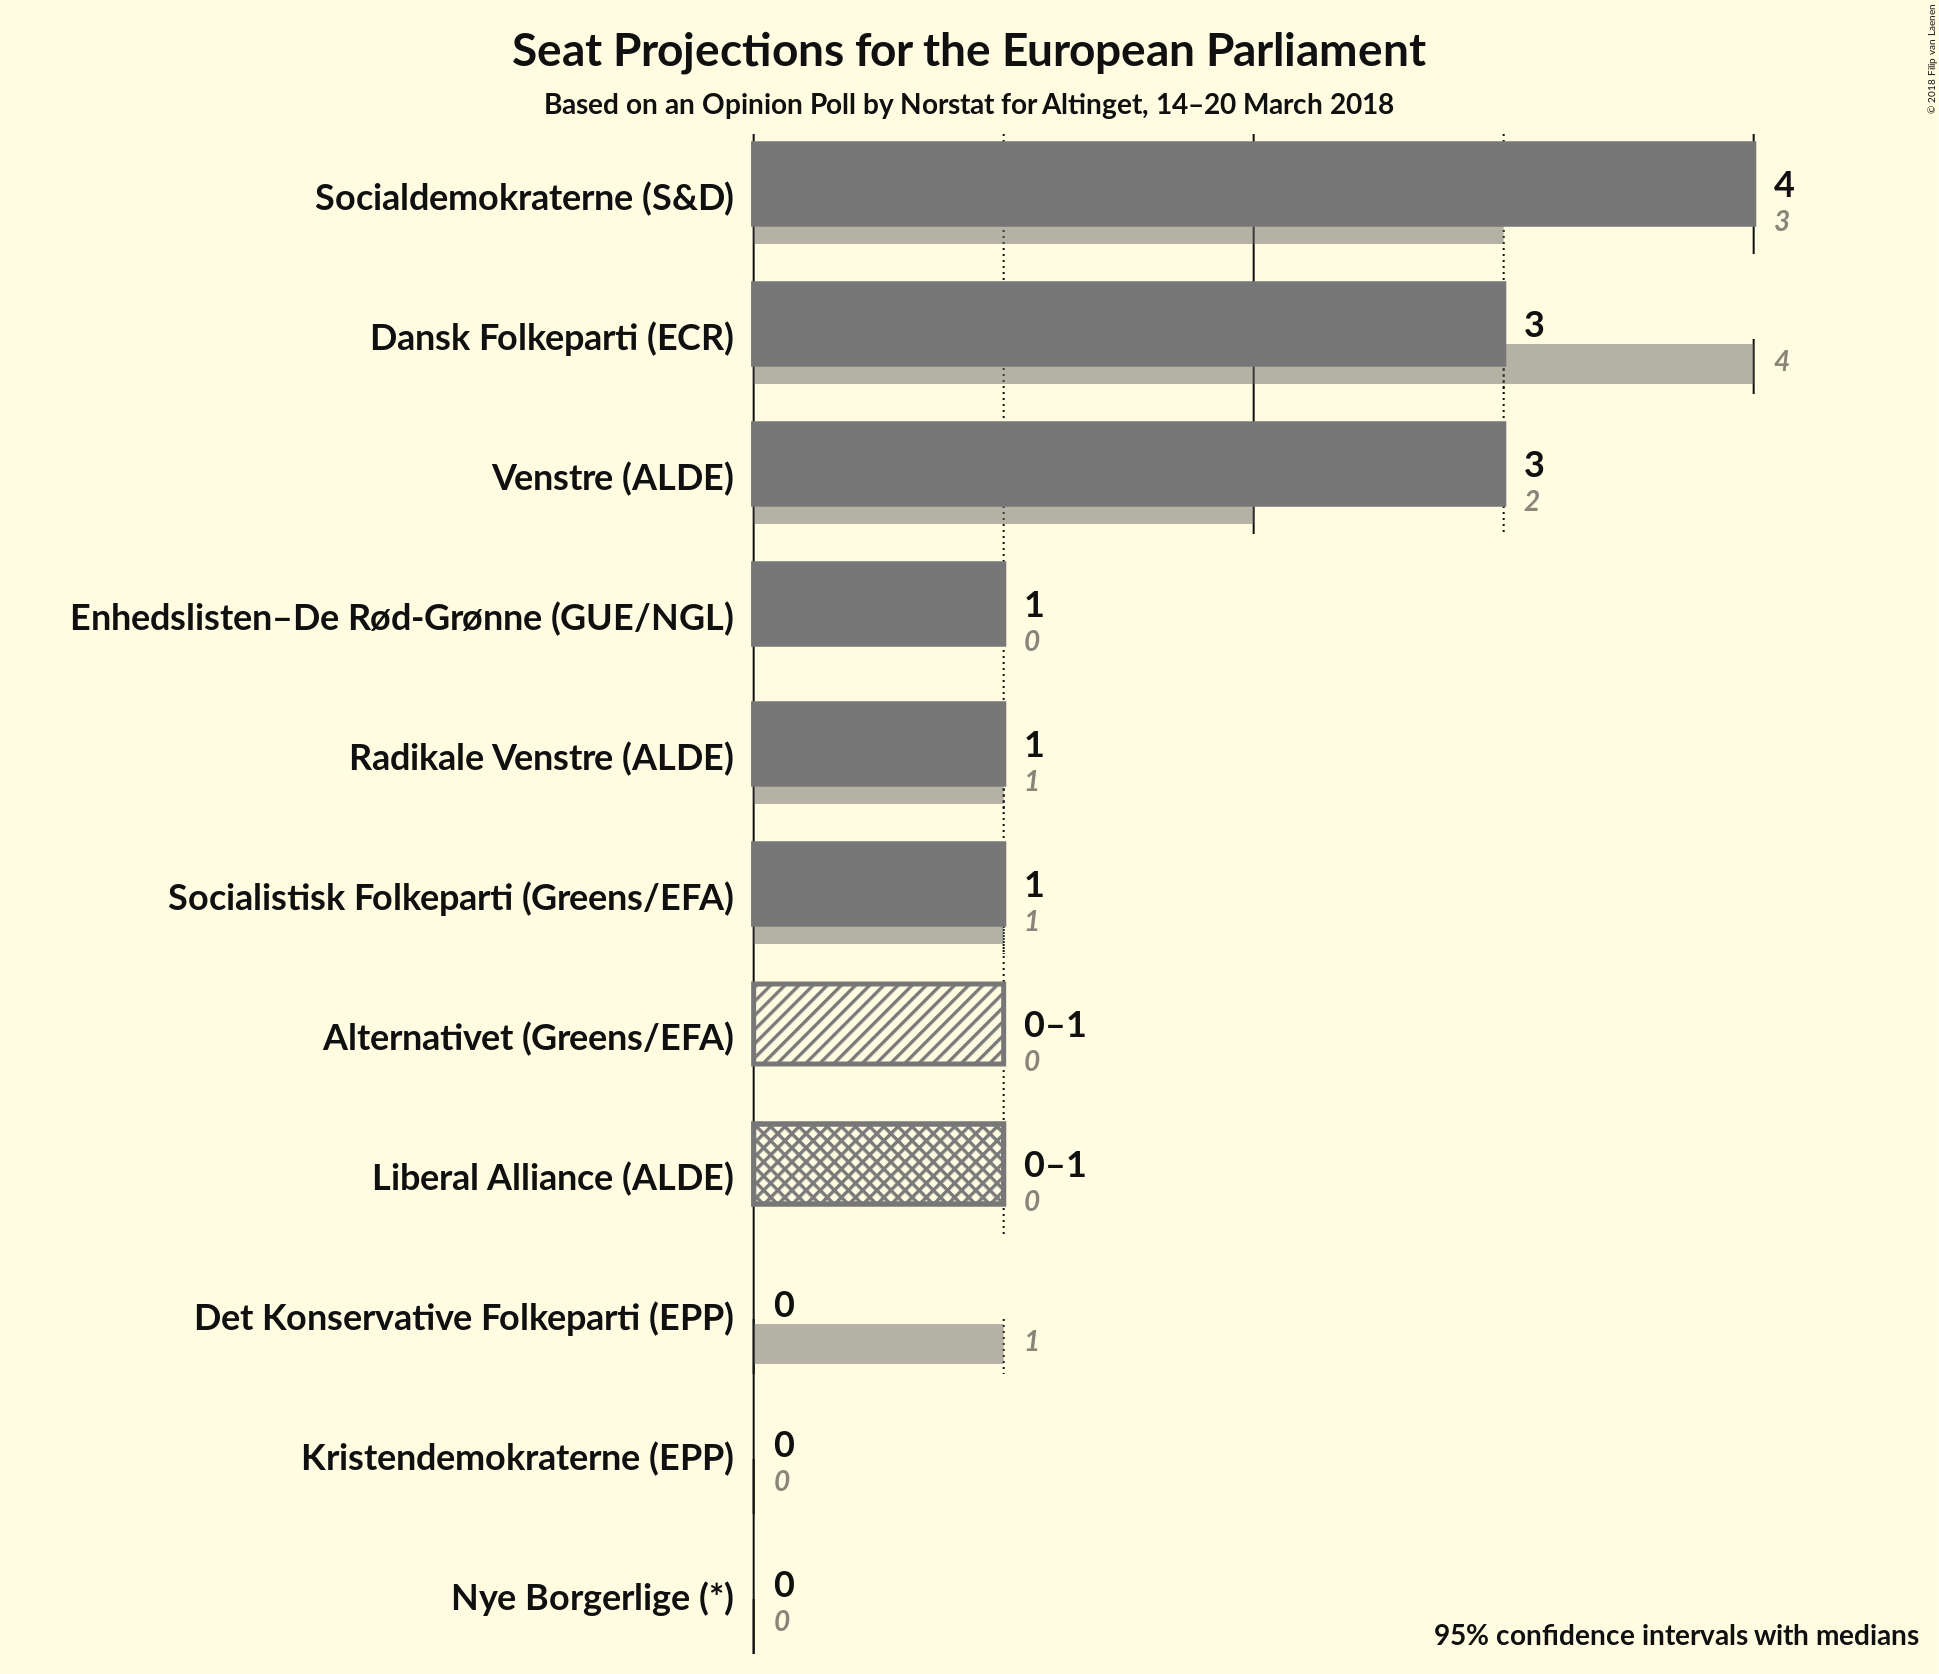 Seat Projections for the European Parliament
Based on an Opinion Poll by Norstat for Altinget, 14–20 March 2018
© 2018 Filip van Laenen
Socialdemokraterne (S&D)
4
3
Dansk Folkeparti (ECR)
3
4
Venstre (ALDE)
3
2
Enhedslisten–De Rød-Grønne (GUE/NGL)
1
0
Radikale Venstre (ALDE)
1
1
Socialistisk Folkeparti (Greens/EFA)
1
1
Alternativet (Greens/EFA)
0–1
0
Liberal Alliance (ALDE)
0–1
0
Det Konservative Folkeparti (EPP)
0
1
Kristendemokraterne (EPP)
0
0
Nye Borgerlige (*)
0
0
95% confidence intervals with medians